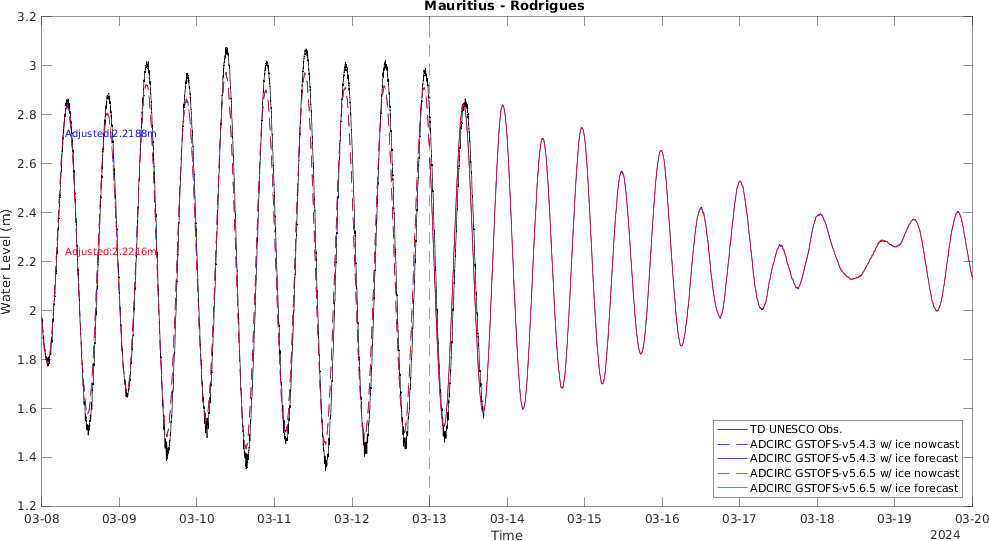 Mauritius - Rodrigues
3.2
3
2.8
2.6
2.4
2.2
2
1.8
1.6
1.4
1.2
Water Level (m)
Adjusted:2.2188m
Adjusted:2.2216m
TD UNESCO Obs.
ADCIRC GSTOFS-v5.4.3 w/ ice nowcast
ADCIRC GSTOFS-v5.4.3 w/ ice forecast
ADCIRC GSTOFS-v5.6.5 w/ ice nowcast
ADCIRC GSTOFS-v5.6.5 w/ ice forecast
03-08 03-09 03-10 03-11 03-12 03-13 03-14 03-15 03-16 03-17 03-18 03-19 03-20
Time
2024